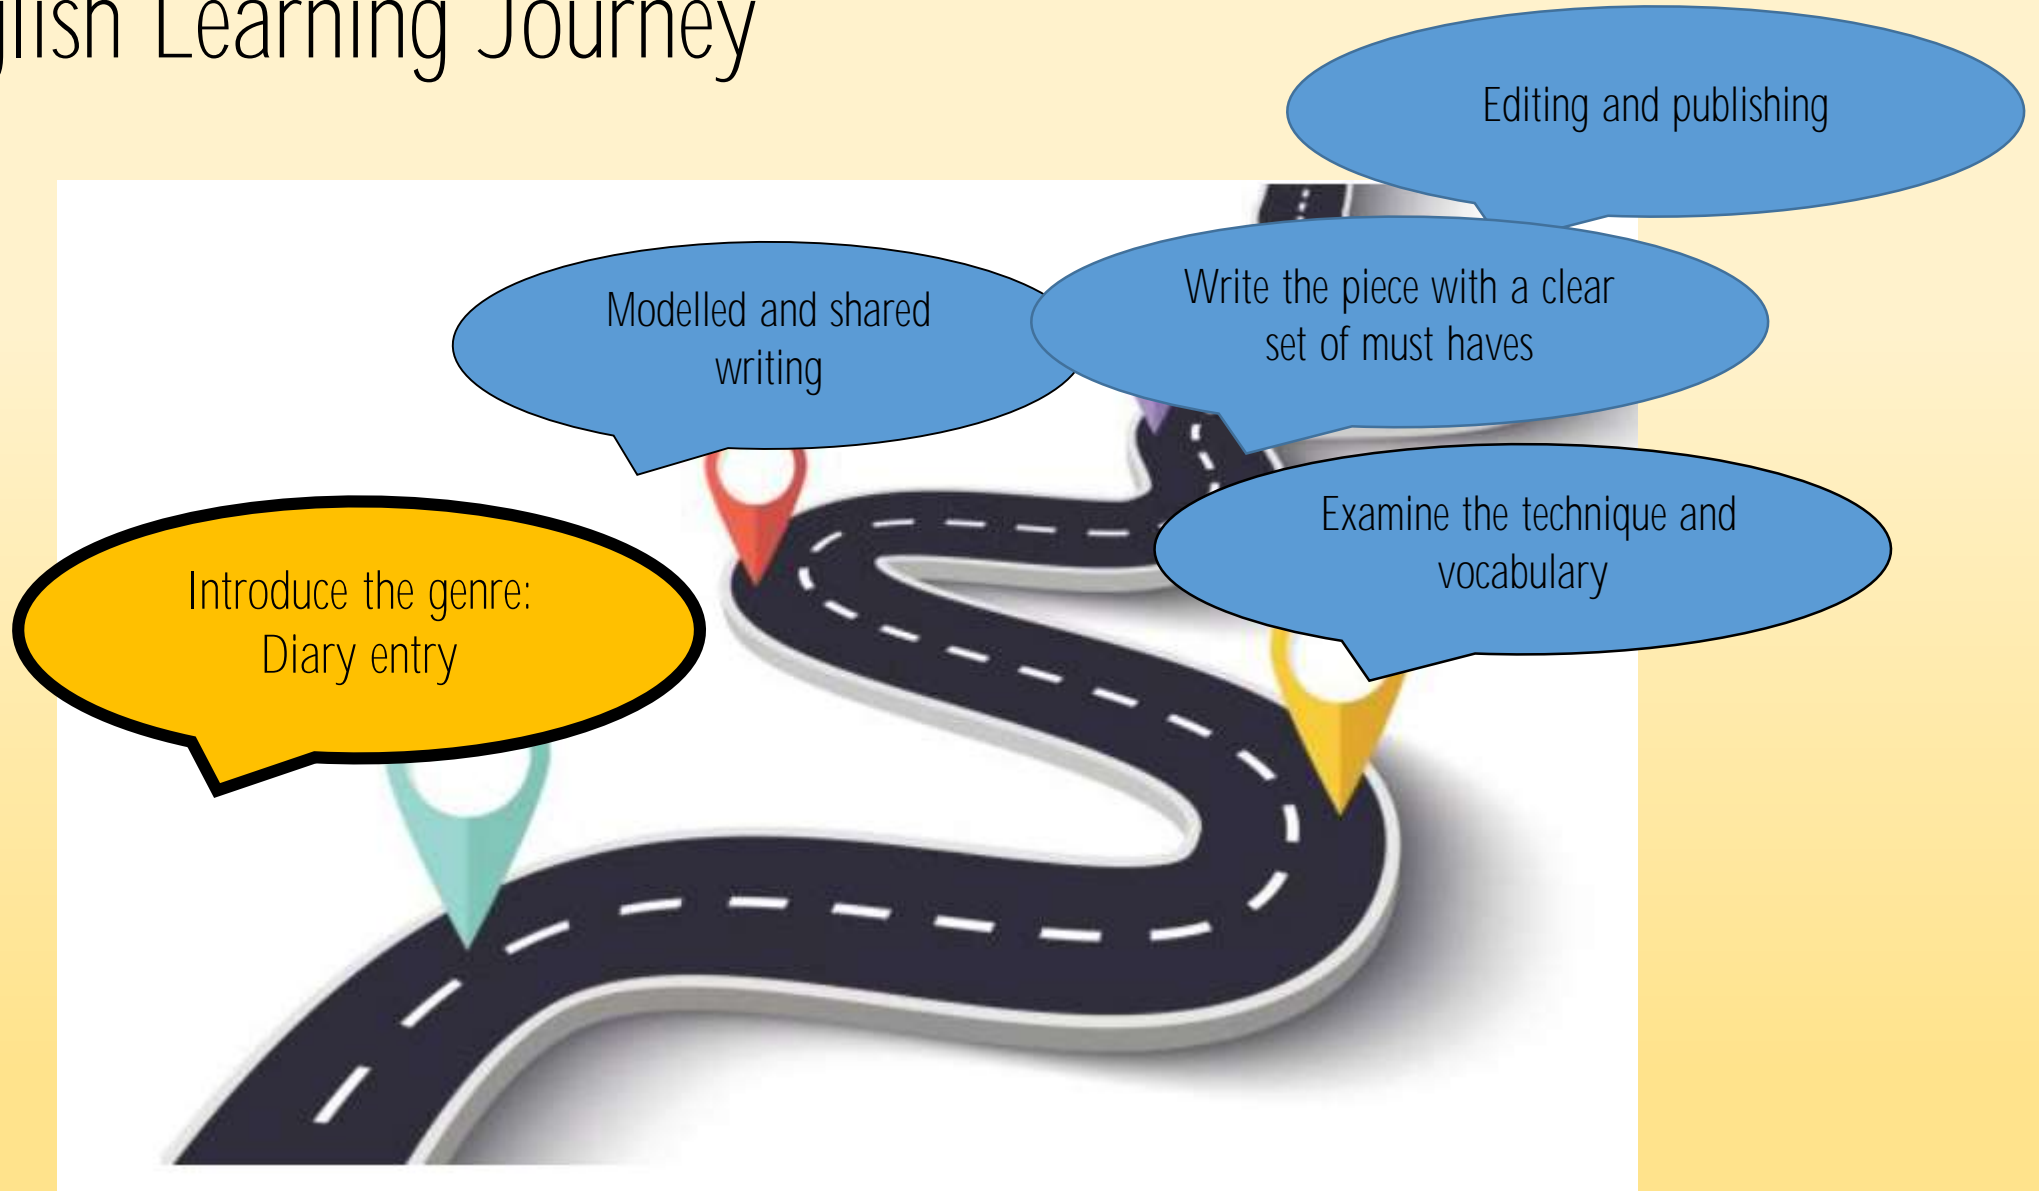 glish Learning Journey
Editing and publishing
Modelled and shared
writing
Write the piece with a clear
set of must haves
Introduce the genre:
Diary entry
Examine the technique and
vocabulary